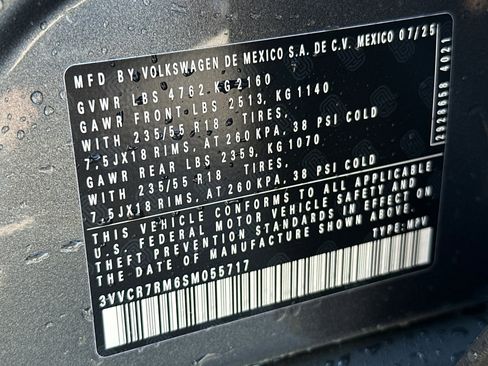 MFD BY VOLKSWAGEN DE MEXICO S.A. DE C.V. MEXICO 07/25
GVWR LBS 4762, KG 2160
GAWR FRONT LBS 2513, KG 1140
WITH 235/55 R18 - TIRES,
7.5JX18 RIMS, AT 260 KPA, 38 PSI COLD
GAWR REAR LBS 2359, KG 1070
WITH 235/55 R18 - TIRES,
7.5JX18 RIMS, AT 260 KPA, 38 PSI COLD
THIS VEHICLE CONFORMS TO ALL APPLICABLE
U.S. FEDERAL MOTOR VEHICLE SAFETY AND
THEFT PREVENTION STANDARDS IN EFFECT ON
THE DATE OF MANUFACTURE SHOWN ABOVE.
TYPE: MPV
3VVCR7RM6SM055717
2928658 4021